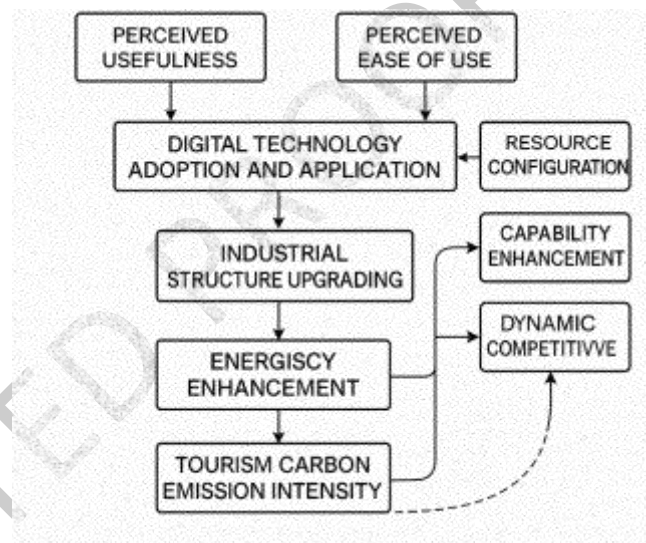 PERCEIVED
USEFULNESS
PERCEIVED
EASE OF USE
DIGITAL TECHNOLOGY
ADOPTION AND APPLICATION
RESOURCE
CONFIGURATION
INDUSTRIAL
STRUCTURE UPGRADING
CAPABILITY
ENHANCEMENT
DYNAMIC
COMPETITIVVE
ENERGISCY
ENHANCEMENT
TOURISM CARBON
EMISSION INTENSITY